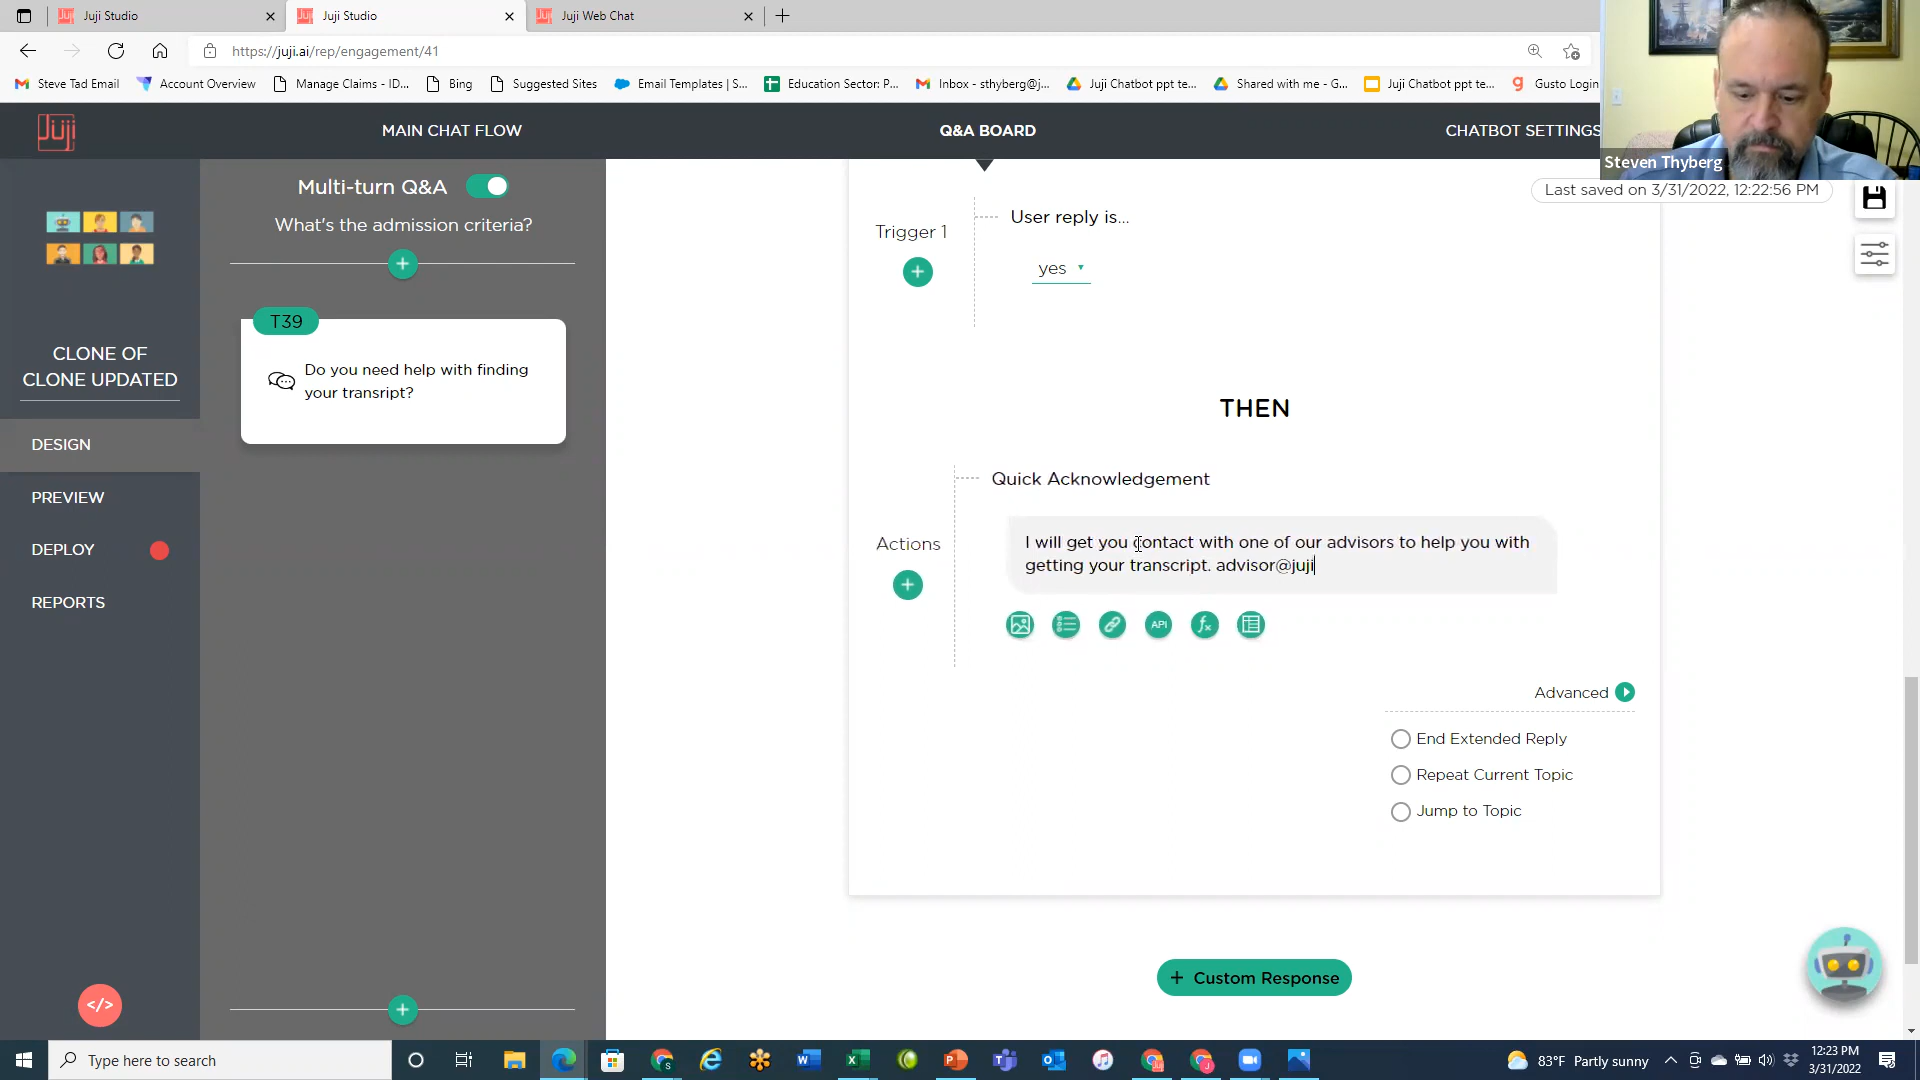 Juji Studio
Juji Studio
Juji Web Chat
https://juji.ai/rep/engagement/41
Steve Tad Email
Account Overview
Manage Claims - ID...
Bing
Suggested Sites
Email Templates | S...
Education Sector: P...
Inbox - sthyberg@j...
Juji Chatbot ppt te...
Shared with me - G...
Juji Chatbot ppt te...
Gusto Login
Juji
MAIN CHAT FLOW
Q&A BOARD
CHATBOT SETTINGS
Steven Thyberg
Last saved on 3/31/2022, 12:22:56 PM
CLONE OF
CLONE UPDATED
DESIGN
PREVIEW
DEPLOY
REPORTS
</>
Multi-turn Q&A
What's the admission criteria?
T39
Do you need help with finding
your transript?
Trigger 1
User reply is...
yes
THEN
Quick Acknowledgement
Actions
I will get you contact with one of our advisors to help you with
getting your transcript. advisor@juji
API
fx
Advanced
End Extended Reply
Repeat Current Topic
Jump to Topic
+ Custom Response
Type here to search
83°F Partly sunny
12:23 PM
3/31/2022